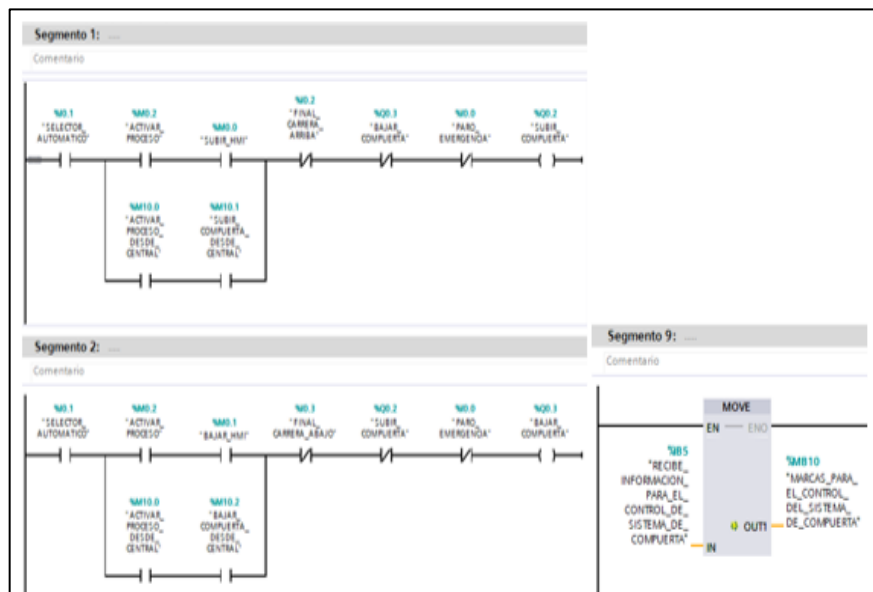 Segmento 1: ....
Comentario
%I0.1
"SELECTOR_
AUTOMATICO"
%M0.2
"ACTIVAR_
PROCESO"
%M0.0
"SUBIR_HMI"
%I0.2
"FINAL_
CARRERA_
ARRIBA"
%Q0.3
"BAJAR_
COMPUERTA"
%I0.0
"PARO_
EMERGENCIA"
%Q0.2
"SUBIR_
COMPUERTA"
%M10.0
"ACTIVAR_
PROCESO_
DESDE_
CENTRAL"
%M10.1
"SUBIR_
COMPUERTA_
DESDE_
CENTRAL"
Segmento 2: ....
Comentario
%I0.1
"SELECTOR_
AUTOMATICO"
%M0.2
"ACTIVAR_
PROCESO"
%M0.1
"BAJAR_HMI"
%I0.3
"FINAL_
CARRERA_ABAJO"
%Q0.2
"SUBIR_
COMPUERTA"
%I0.0
"PARO_
EMERGENCIA"
%Q0.3
"BAJAR_
COMPUERTA"
%M10.0
"ACTIVAR_
PROCESO_
DESDE_
CENTRAL"
%M10.2
"BAJAR_
COMPUERTA_
DESDE_
CENTRAL"
Segmento 9: ....
Comentario
MOVE
EN
ENO
%IB5
"RECIBE_
INFORMACION_
PARA_EL_
CONTROL_DE_
SISTEMA_DE_
COMPUERTA"
IN
OUT1
%MB10
"MARCAS_PARA_
EL_CONTROL_
DEL_SISTEMA_
DE_COMPUERTA"